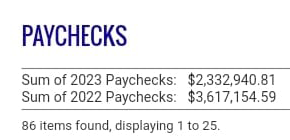 PAYCHECKS
Sum of 2023 Paychecks: $2,332,940.81
Sum of 2022 Paychecks: $3,617,154.59
86 items found, displaying 1 to 25.